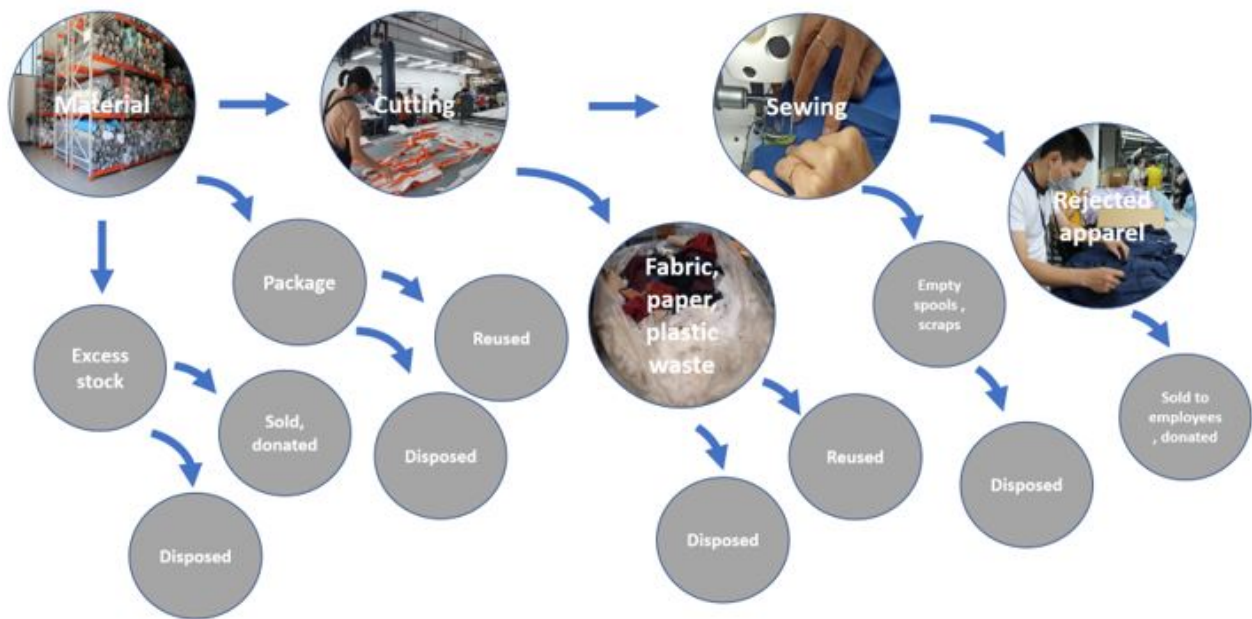 Material
Cutting
Sewing
Rejected
apparel
Package
Reused
Fabric,
paper,
plastic
waste
Empty
spools ,
scraps
Excess
stock
Sold,
donated
Disposed
Reused
Sold to
employees
, donated
Disposed
Disposed
Disposed